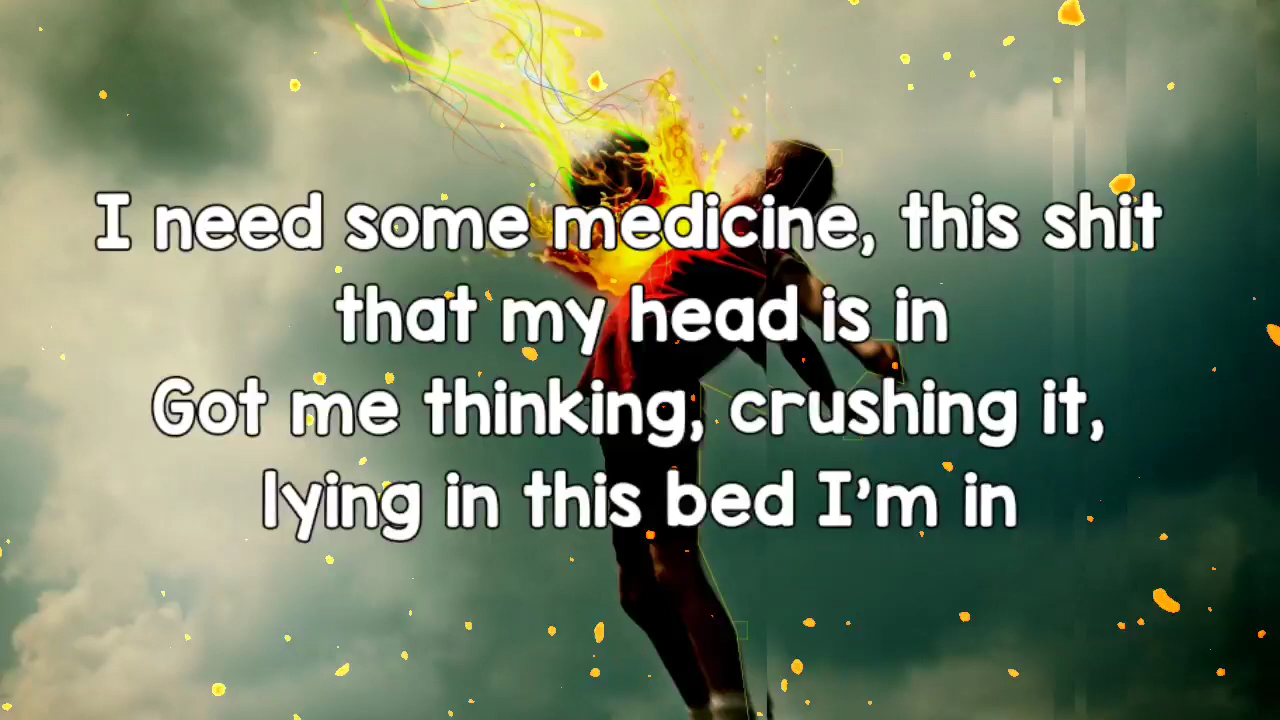 I need some medicine, this shit
that my head is in
Got me thinking, crushing it,
lying in this bed I'm in